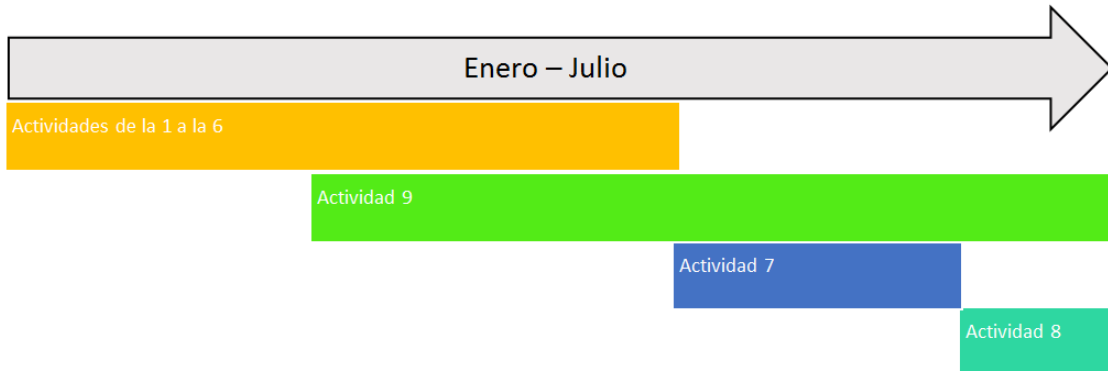 Enero – Julio
Actividades de la 1 a la 6
Actividad 9
Actividad 7
Actividad 8